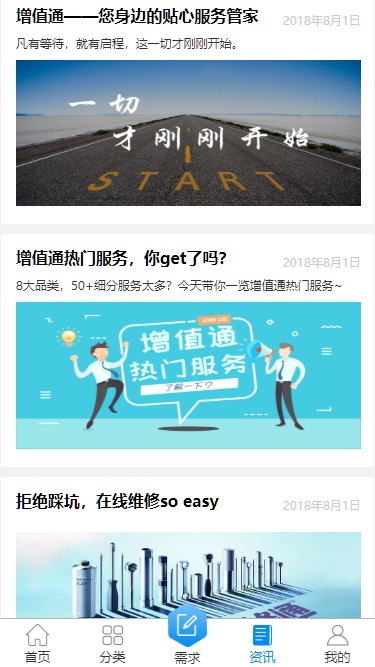 增值通——您身边的贴心服务管家
2018年8月1日
凡有等待，就有启程，这一切才刚刚开始。
一切
才刚刚开始
START
增值通热门服务，你get了吗?
2018年8月1日
8大品类，50+细分服务太多？今天带你一览增值通热门服务~
JOIN US
增值通
热门服务
了解一下？
拒绝踩坑，在线维修so easy
2018年8月1日
首页
分类
需求
资讯
我的